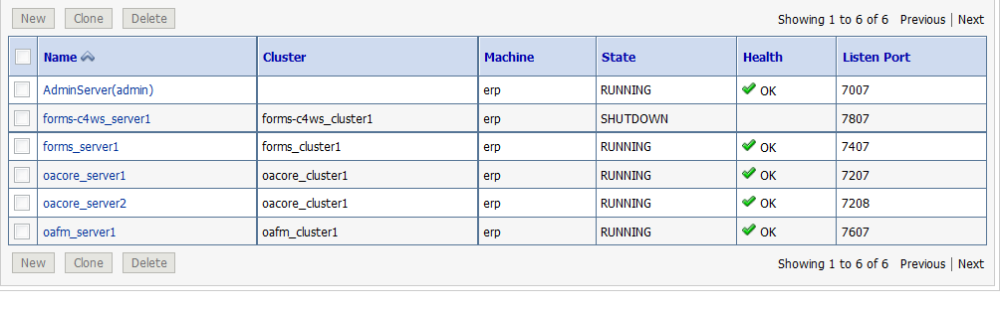 New Clone Delete Showing 1 to 6 of 6 Previous | Next
Name Cluster Machine State Health Listen Port
AdminServer(admin) erp RUNNING OK 7007
forms-c4ws_server1 forms-c4ws_cluster1 erp SHUTDOWN 7807
forms_server1 forms_cluster1 erp RUNNING OK 7407
oacore_server1 oacore_cluster1 erp RUNNING OK 7207
oacore_server2 oacore_cluster1 erp RUNNING OK 7208
oafm_server1 oafm_cluster1 erp RUNNING OK 7607
New Clone Delete Showing 1 to 6 of 6 Previous | Next